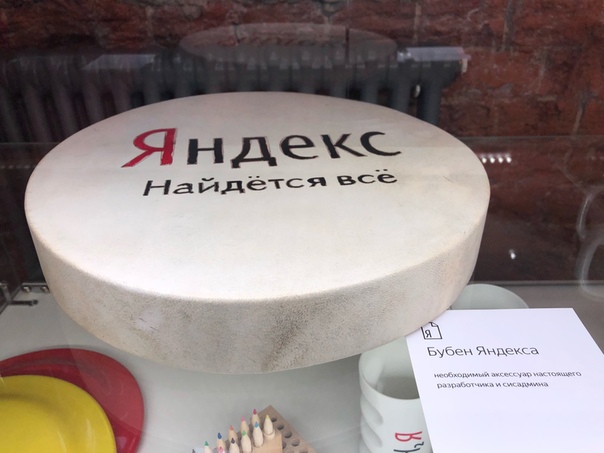 Яндекс
Найдётся всё
Я
Бубен Яндекса
необходимый аксессуар настоящего
разработчика и сисадмина